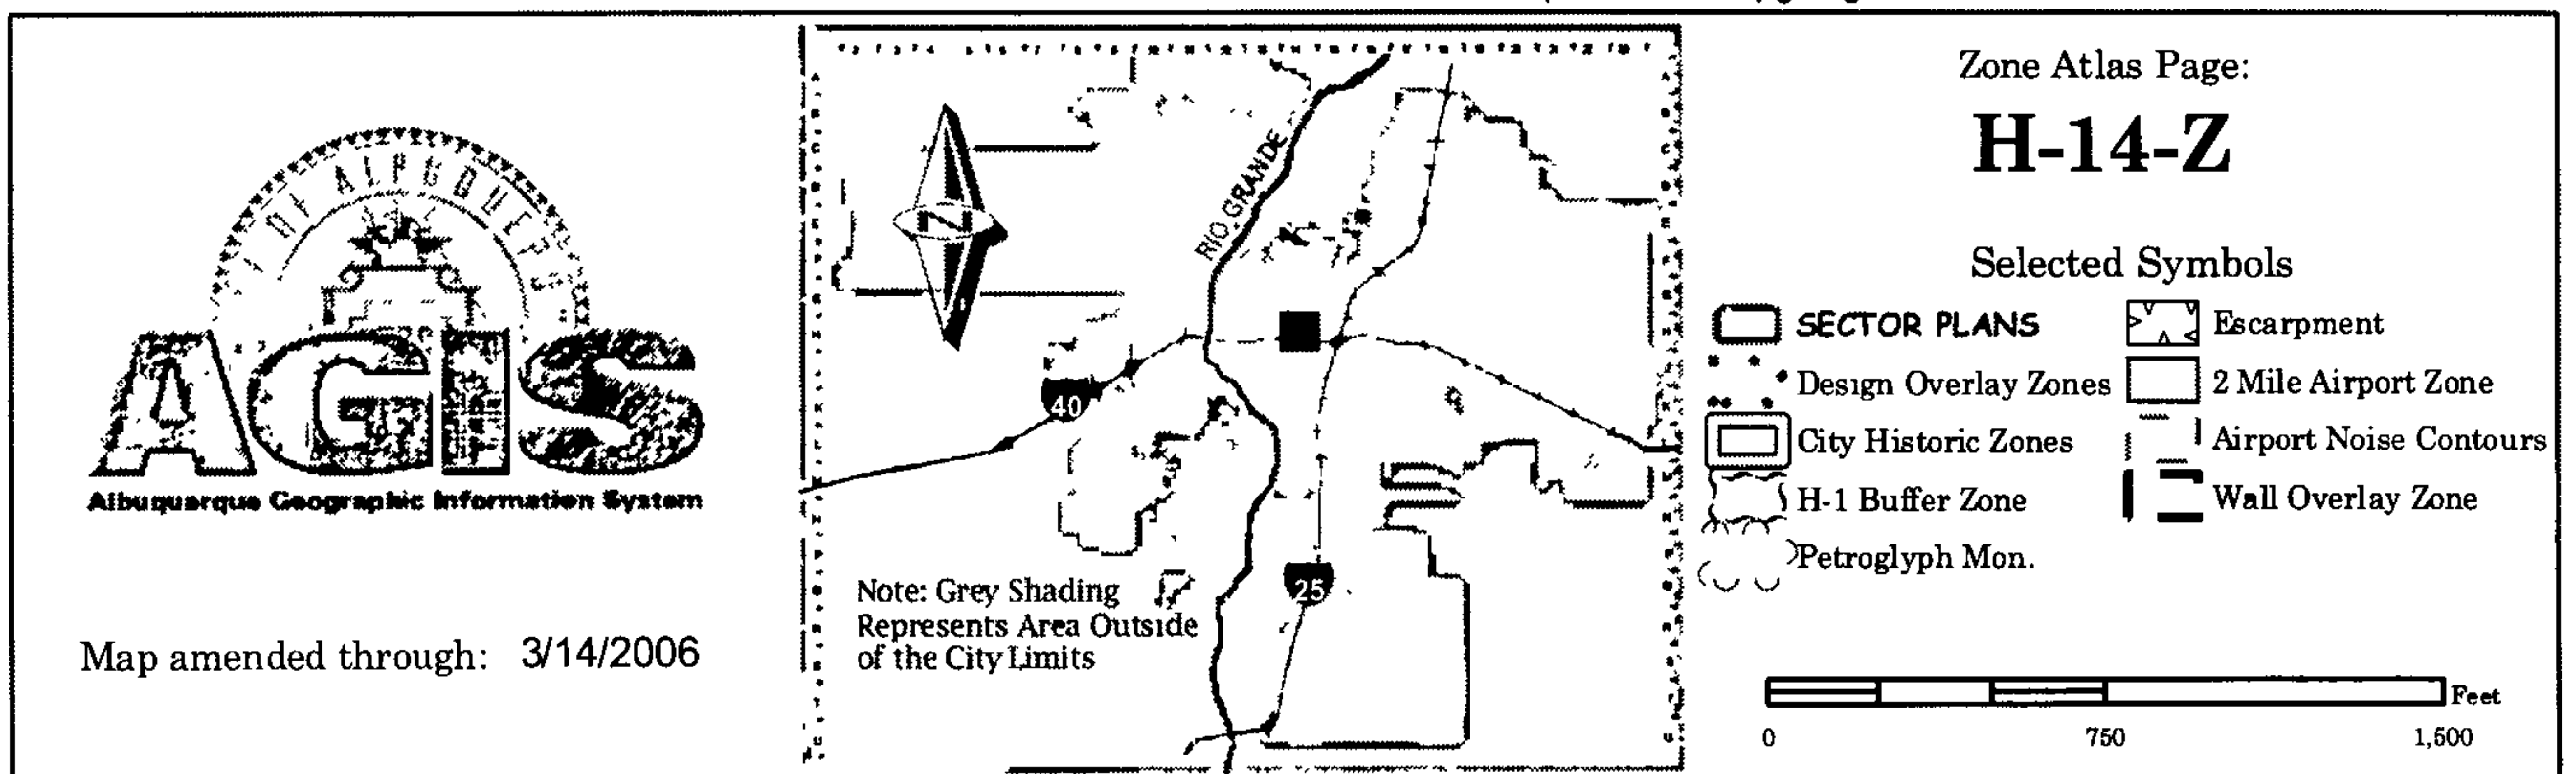 OF ALBUQUERQUE
AGIS
Albuquerque Geographic Information System
Map amended through: 3/14/2006
RIO GRANDE
N
40
25
Note: Grey Shading
Represents Area Outside
of the City Limits
Zone Atlas Page:
H-14-Z
Selected Symbols
SECTOR PLANS
Design Overlay Zones
City Historic Zones
H-1 Buffer Zone
Petroglyph Mon.
Escarpment
2 Mile Airport Zone
Airport Noise Contours
Wall Overlay Zone
Feet
0 750 1,500